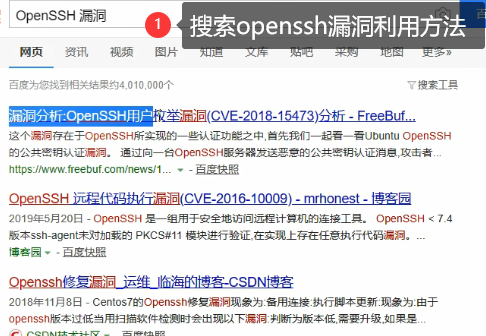 OpenSSH 漏洞
1 搜索openssh漏洞利用方法
网页 资讯 视频 图片 知道 文库 贴吧 采购 地图 更多»
百度为您找到相关结果约4,010,000个 搜索工具
漏洞分析:OpenSSH用户枚举漏洞(CVE-2018-15473)分析 - FreeBuf...
这个漏洞存在于OpenSSH所实现的一些认证功能之中,首先我们一起看一看Ubuntu OpenSSH
的公共密钥认证漏洞。 通过向一台OpenSSH服务器发送恶意的公共密钥认证消息,攻击者...
https://www.freebuf.com/news/1... - 百度快照
OpenSSH 远程代码执行漏洞(CVE-2016-10009) - mrhonest - 博客园
2019年5月20日 - OpenSSH 是一组用于安全地访问远程计算机的连接工具。 OpenSSH < 7.4
版本ssh-agent未对加载的 PKCS#11 模块进行验证,在实现上存在任意执行代码漏洞。...
博客园 - 百度快照
Openssh修复漏洞_运维_临海的博客-CSDN博客
2018年11月8日 - Centos7的Openssh修复漏洞现象为:备用连接:执行脚本更新:现象为:由于
openssh版本过低当用扫描软件检测时会出现以下漏洞:判断为版本低,需要升级,如果是...
CSDN技术社区 - 百度快照